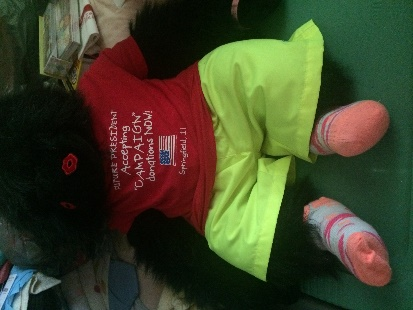 FUTURE PRESIDENT
Accepting
"CAMPAIGN"
donations NOW!
Springfield, Il